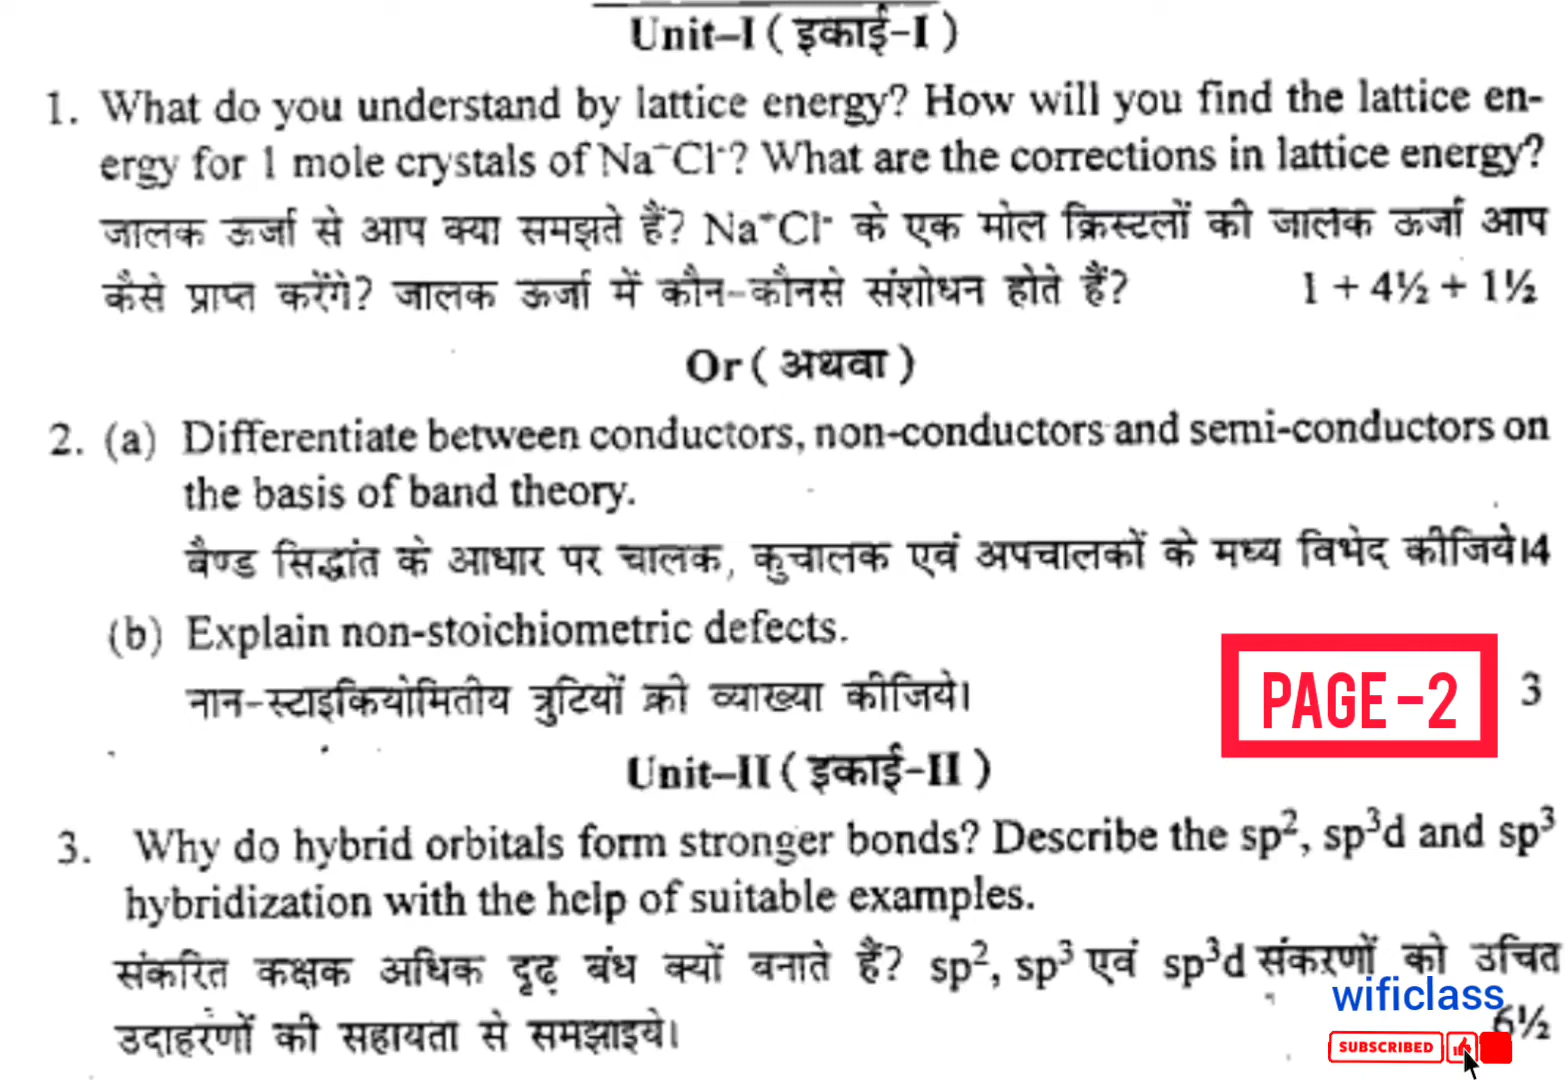 Unit–I ( इकाई-I )
1. What do you understand by lattice energy? How will you find the lattice en-
ergy for 1 mole crystals of Na⁻Cl⁻? What are the corrections in lattice energy?
जालक ऊर्जा से आप क्या समझते हैं? Na⁺Cl⁻ के एक मोल क्रिस्टलों की जालक ऊर्जा आप
कैसे प्राप्त करेंगे? जालक ऊर्जा में कौन-कौनसे संशोधन होते हैं? 1 + 4½ + 1½
Or ( अथवा )
2. (a) Differentiate between conductors, non-conductors and semi-conductors on
the basis of band theory.
बैण्ड सिद्धांत के आधार पर चालक, कुचालक एवं अपचालकों के मध्य विभेद कीजिये।4
(b) Explain non-stoichiometric defects.
नान-स्टाइकियोमितीय त्रुटियों को व्याख्या कीजिये। 3
PAGE -2
Unit–II ( इकाई-II )
3. Why do hybrid orbitals form stronger bonds? Describe the sp², sp³d and sp³
hybridization with the help of suitable examples.
संकरित कक्षक अधिक दृढ़ बंध क्यों बनाते हैं? sp², sp³ एवं sp³d संकरणों को उचित
उदाहरणों की सहायता से समझाइये। 6½
wificlass
SUBSCRIBED